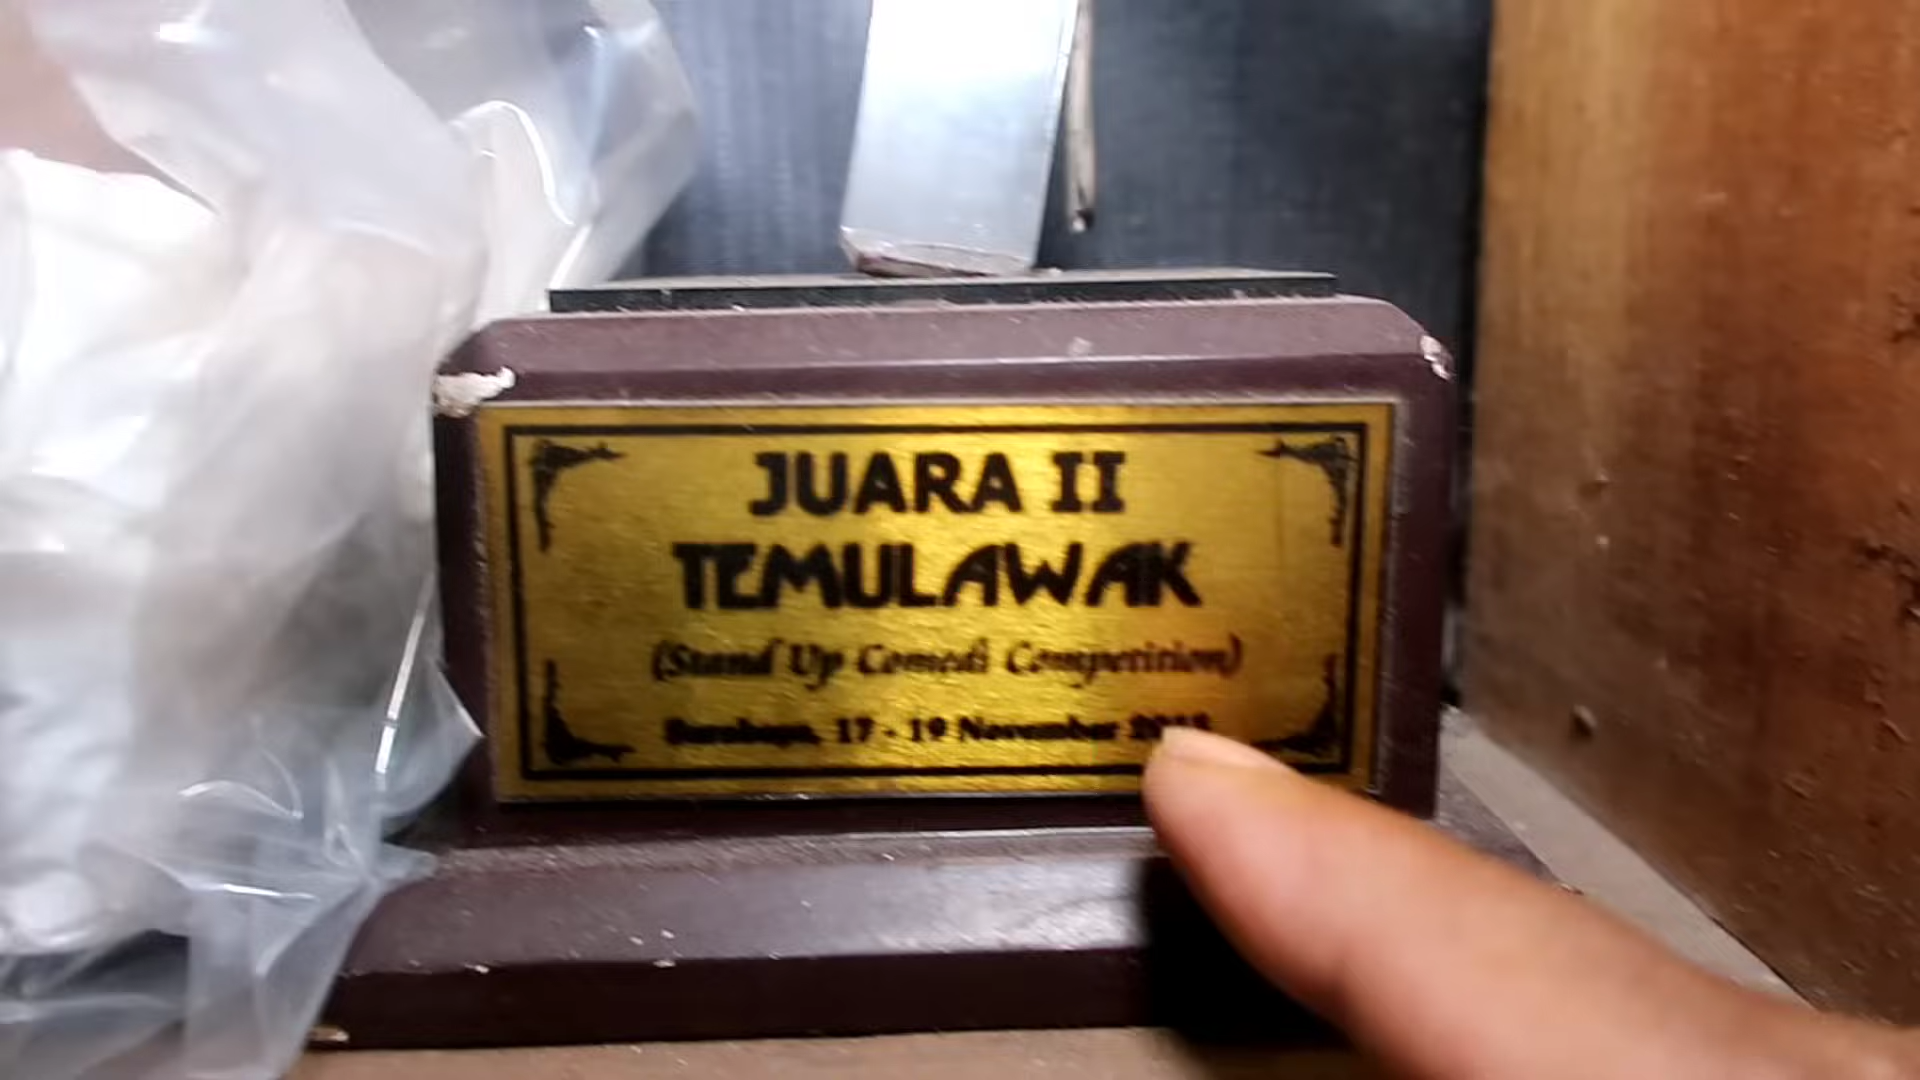 JUARA II
TEMULAWAK
(Stand Up Comedi Competition)
Surabaya, 17 - 19 November